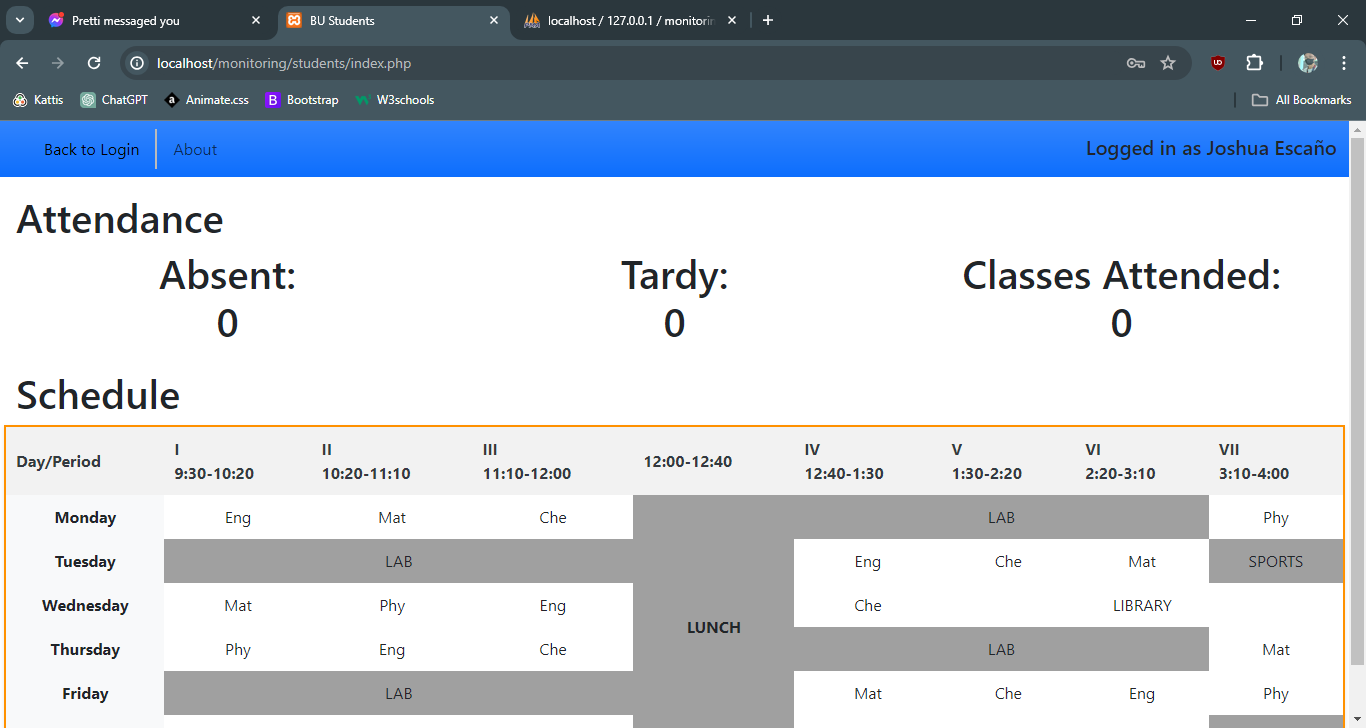 Pretti messaged you
BU Students
localhost / 127.0.0.1 / monitorin
localhost/monitoring/students/index.php
Kattis
ChatGPT
Animate.css
Bootstrap
W3schools
All Bookmarks
Back to Login
About
Logged in as Joshua Escaño
Attendance
Absent: Tardy: Classes Attended:
0 0 0
Schedule
Day/Period I II III 12:00-12:40 IV V VI VII
9:30-10:20 10:20-11:10 11:10-12:00 12:40-1:30 1:30-2:20 2:20-3:10 3:10-4:00
Monday Eng Mat Che LAB Phy
Tuesday LAB Eng Che Mat SPORTS
Wednesday Mat Phy Eng Che LIBRARY
LUNCH
Thursday Phy Eng Che LAB Mat
Friday LAB Mat Che Eng Phy